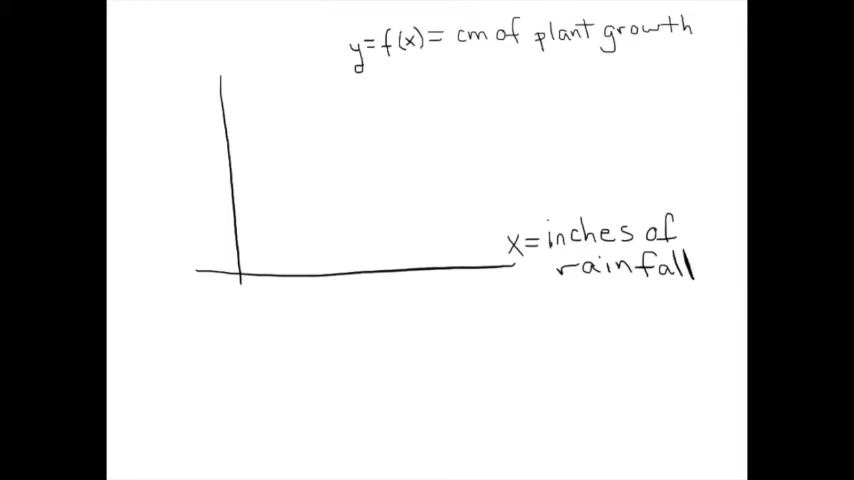 y=f(x)= cm of plant growth
x= inches of
rainfall